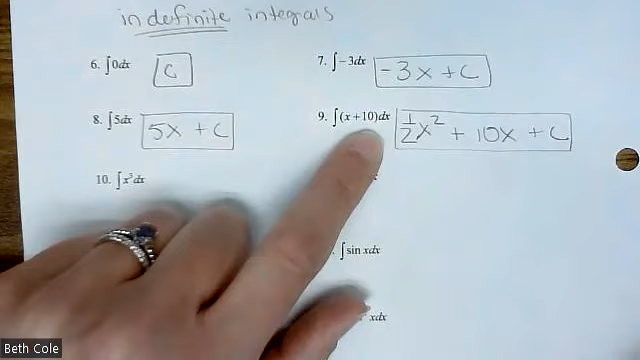 indefinite integrals
6. ∫0dx C 7. ∫-3dx -3x + C
8. ∫5dx 5x + C 9. ∫(x+10)dx 1/2x² + 10x + C
10. ∫x³dx
. ∫sin xdx
xdx
Beth Cole